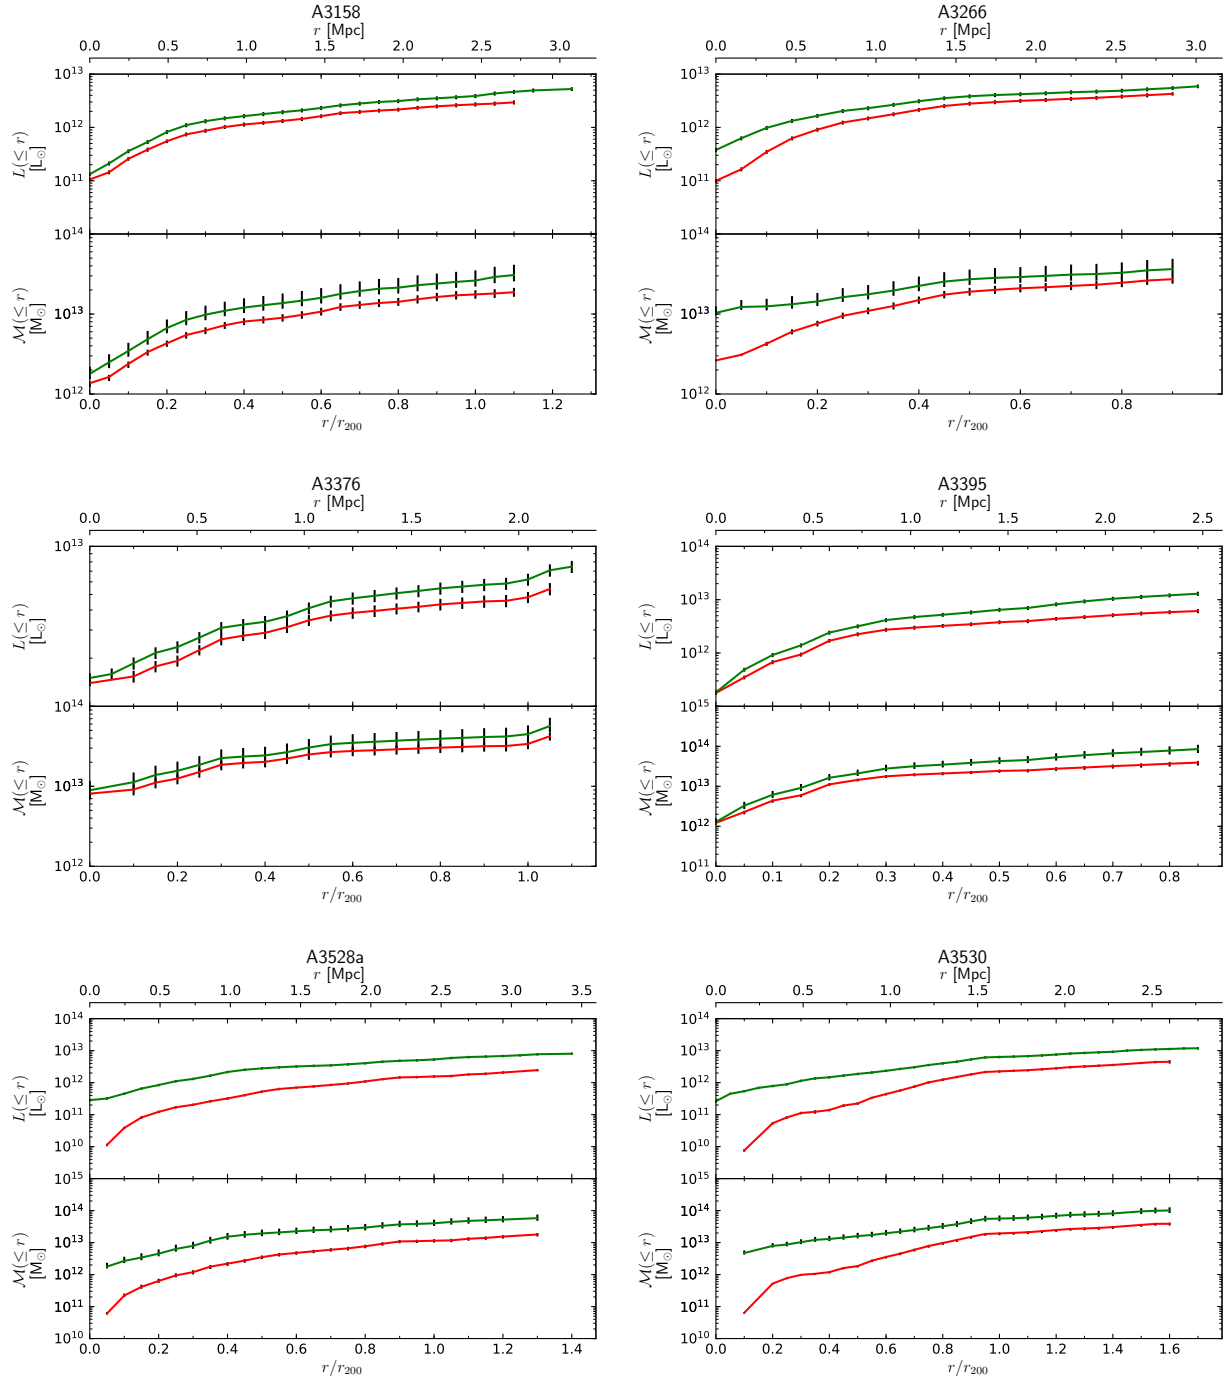 A3158
r [Mpc]
0.0 0.5 1.0 1.5 2.0 2.5 3.0
10^13
10^12
10^11
10^14
L(≤ r)
[L⊙]
10^13
10^12
M(≤ r)
[M⊙]
0.0 0.2 0.4 0.6 0.8 1.0 1.2
r/r200
A3266
r [Mpc]
0.0 0.5 1.0 1.5 2.0 2.5 3.0
10^13
10^12
10^11
10^14
L(≤ r)
[L⊙]
10^13
10^12
M(≤ r)
[M⊙]
0.0 0.2 0.4 0.6 0.8
r/r200
A3376
r [Mpc]
0.0 0.5 1.0 1.5 2.0
10^13
10^14
L(≤ r)
[L⊙]
10^13
10^12
M(≤ r)
[M⊙]
0.0 0.2 0.4 0.6 0.8 1.0
r/r200
A3395
r [Mpc]
0.0 0.5 1.0 1.5 2.0 2.5
10^14
10^13
10^12
10^15
L(≤ r)
[L⊙]
10^14
10^13
10^12
10^11
M(≤ r)
[M⊙]
0.0 0.1 0.2 0.3 0.4 0.5 0.6 0.7 0.8
r/r200
A3528a
r [Mpc]
0.0 0.5 1.0 1.5 2.0 2.5 3.0 3.5
10^14
10^13
10^12
10^11
10^10
10^15
L(≤ r)
[L⊙]
10^14
10^13
10^12
10^11
10^10
M(≤ r)
[M⊙]
0.0 0.2 0.4 0.6 0.8 1.0 1.2 1.4
r/r200
A3530
r [Mpc]
0.0 0.5 1.0 1.5 2.0 2.5
10^14
10^13
10^12
10^11
10^10
10^15
L(≤ r)
[L⊙]
10^14
10^13
10^12
10^11
10^10
M(≤ r)
[M⊙]
0.0 0.2 0.4 0.6 0.8 1.0 1.2 1.4 1.6
r/r200